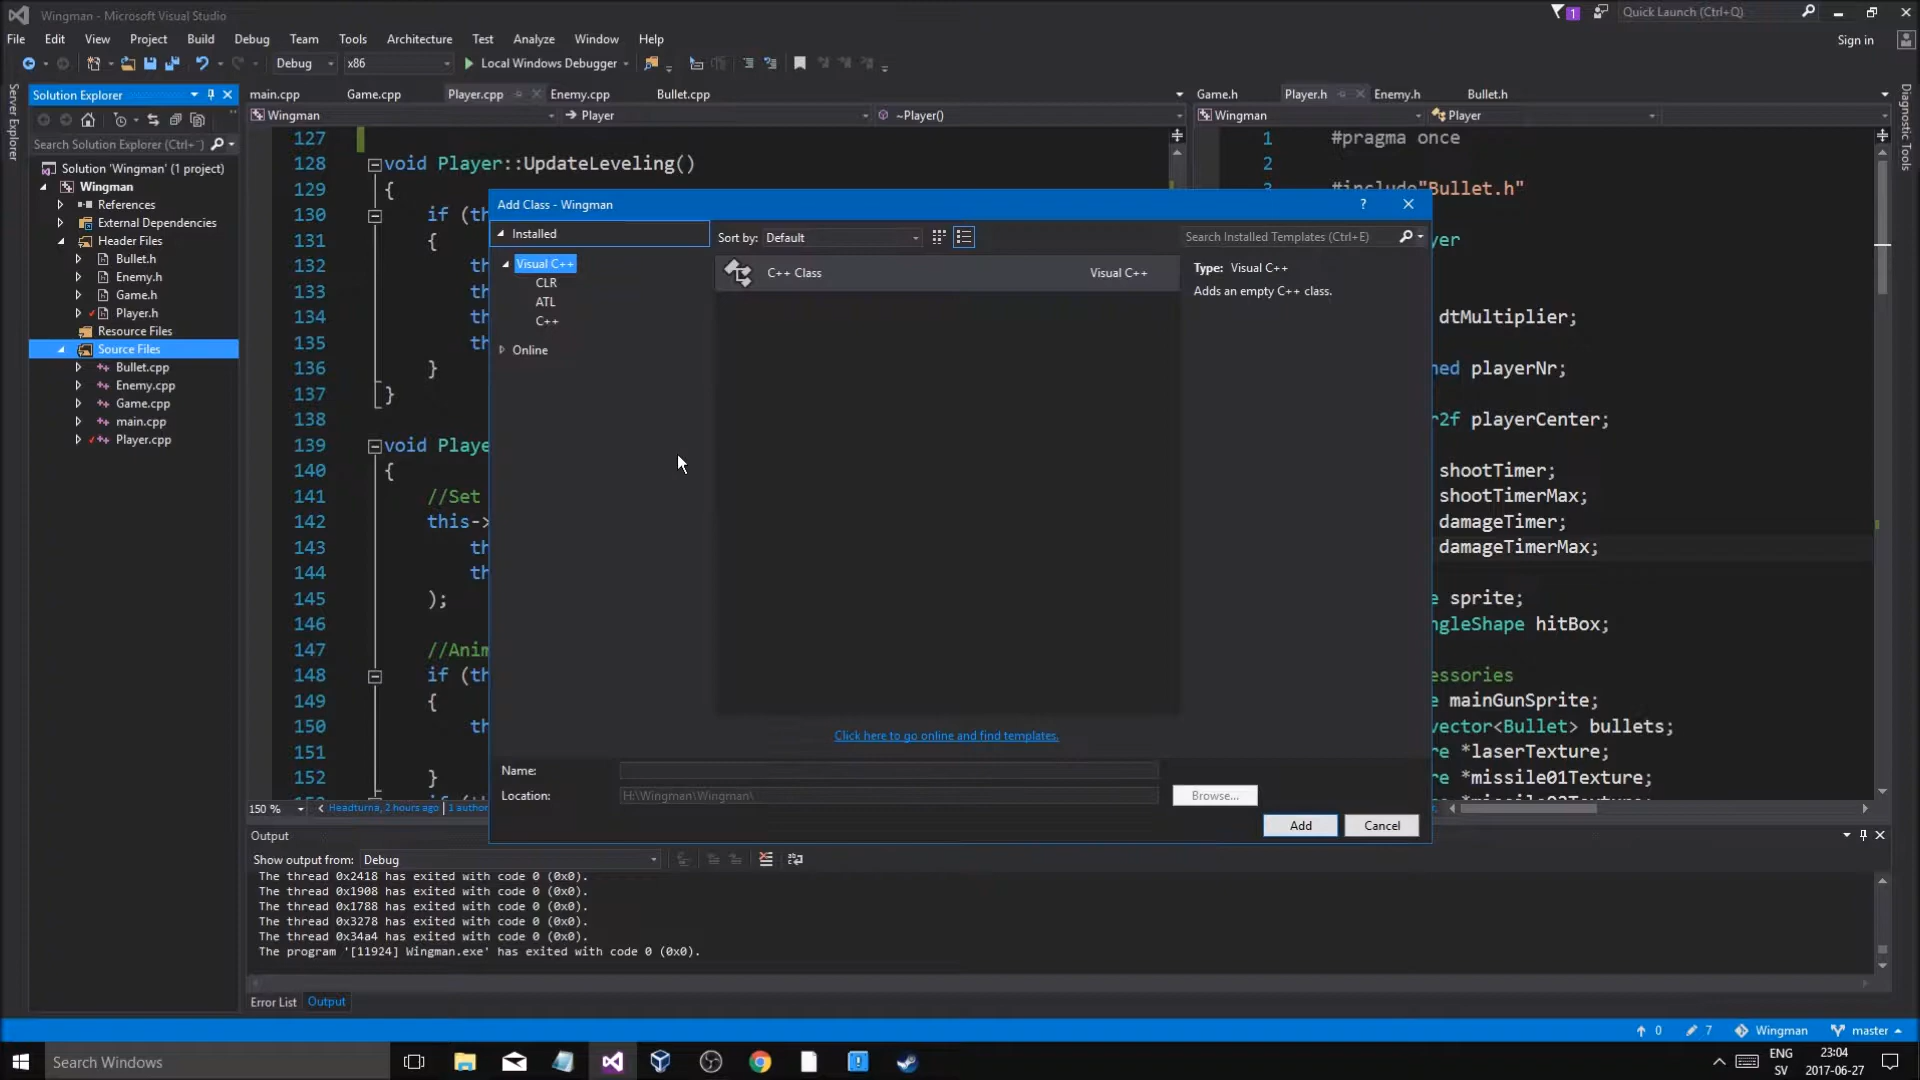 Wingman - Microsoft Visual Studio
1
Quick Launch (Ctrl+Q)
File Edit View Project Build Debug Team Tools Architecture Test Analyze Window Help
Sign in
Debug x86 Local Windows Debugger
Server Explorer
Solution Explorer
Search Solution Explorer (Ctrl+¨)
Solution 'Wingman' (1 project)
Wingman
References
External Dependencies
Header Files
Bullet.h
Enemy.h
Game.h
Player.h
Resource Files
Source Files
Bullet.cpp
Enemy.cpp
Game.cpp
main.cpp
Player.cpp
main.cpp Game.cpp Player.cpp Enemy.cpp Bullet.cpp
Wingman Player ~Player()
127
128 void Player::UpdateLeveling()
129 {
130 if (th
131 {
132 th
133 th
134 th
135 th
136 }
137 }
138
139 void Playe
140 {
141 //Set
142 this->
143 th
144 th
145 );
146
147 //Anim
148 if (th
149 {
150 th
151
152 }
150 % Headturna, 2 hours ago 1 author
Add Class - Wingman
?
Installed
Sort by: Default
Search Installed Templates (Ctrl+E)
Visual C++
CLR
ATL
C++
Online
C++ Class Visual C++
Type: Visual C++
Adds an empty C++ class.
Click here to go online and find templates.
Name:
Location: H:\Wingman\Wingman\
Browse...
Add Cancel
Game.h Player.h Enemy.h Bullet.h
Wingman Player
1 #pragma once
2
3 #include"Bullet.h"
yer
dtMultiplier;
ned playerNr;
r2f playerCenter;
shootTimer;
shootTimerMax;
damageTimer;
damageTimerMax;
e sprite;
ngleShape hitBox;
essories
e mainGunSprite;
vector<Bullet> bullets;
re *laserTexture;
re *missile01Texture;
Diagnostic Tools
Output
Show output from: Debug
The thread 0x2418 has exited with code 0 (0x0).
The thread 0x1908 has exited with code 0 (0x0).
The thread 0x1788 has exited with code 0 (0x0).
The thread 0x3278 has exited with code 0 (0x0).
The thread 0x34a4 has exited with code 0 (0x0).
The program '[11924] Wingman.exe' has exited with code 0 (0x0).
Error List Output
0 7 Wingman master
Search Windows
ENG
SV
23:04
2017-06-27